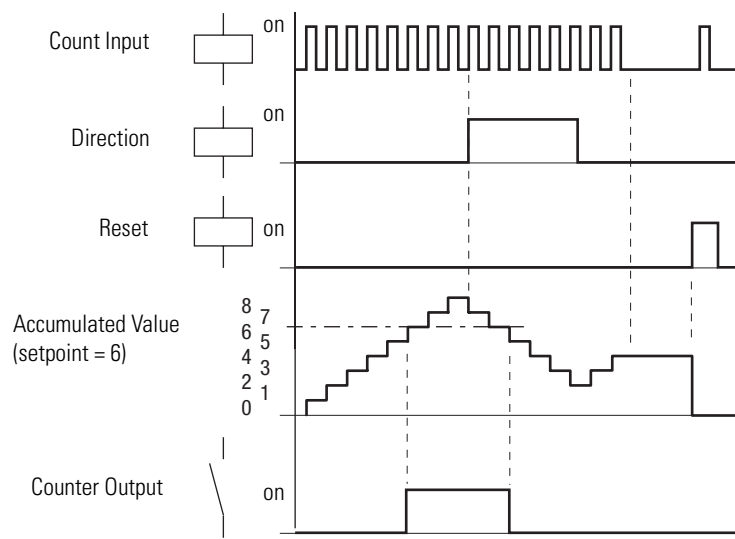 Count Input
on
Direction
on
Reset
on
Accumulated Value
(setpoint = 6)
8
7
6
5
4
3
2
1
0
Counter Output
on